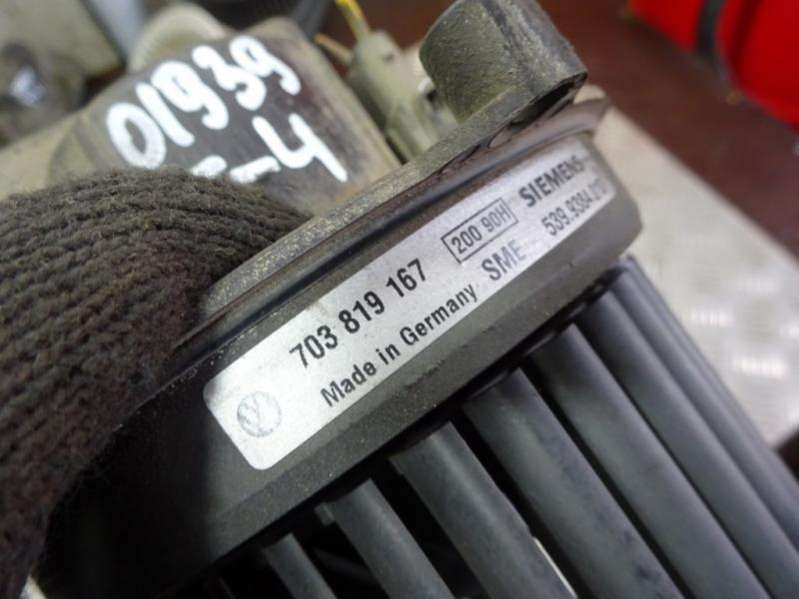 01939
703 819 167
Made in Germany
200 90H
SME
SIEMENS